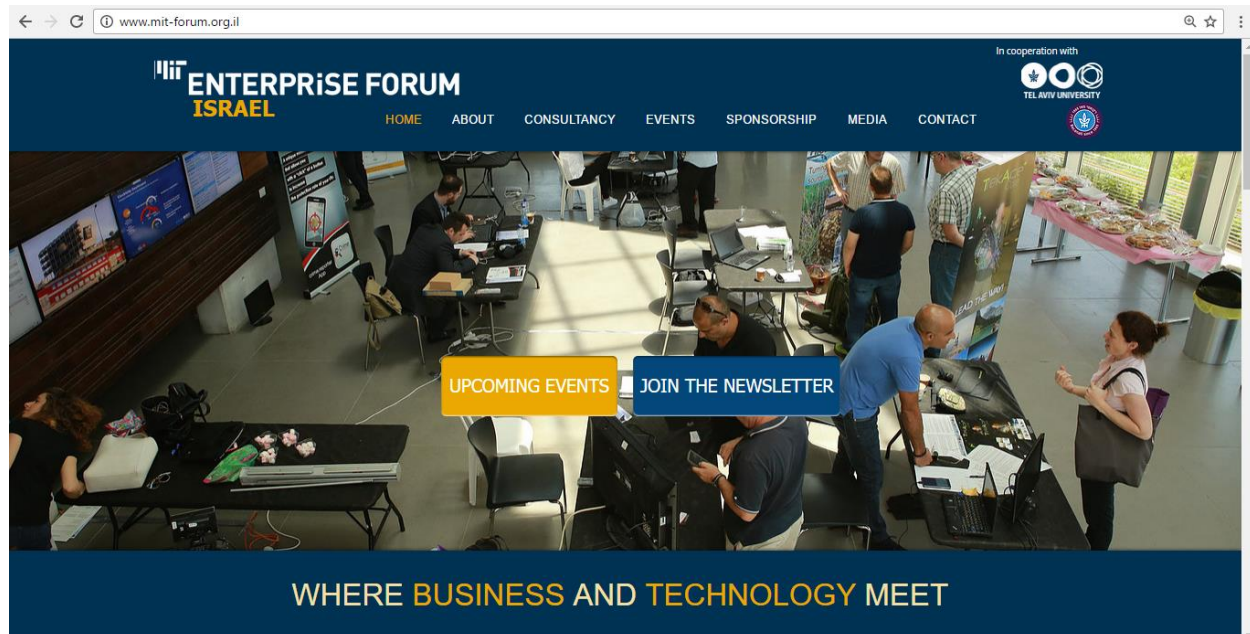 www.mit-forum.org.il
In cooperation with
MIT
ENTERPRiSE FORUM
ISRAEL
TEL AVIV UNIVERSITY
HOME ABOUT CONSULTANCY EVENTS SPONSORSHIP MEDIA CONTACT
LEAD THE WAY!
UPCOMING EVENTS JOIN THE NEWSLETTER
WHERE BUSINESS AND TECHNOLOGY MEET